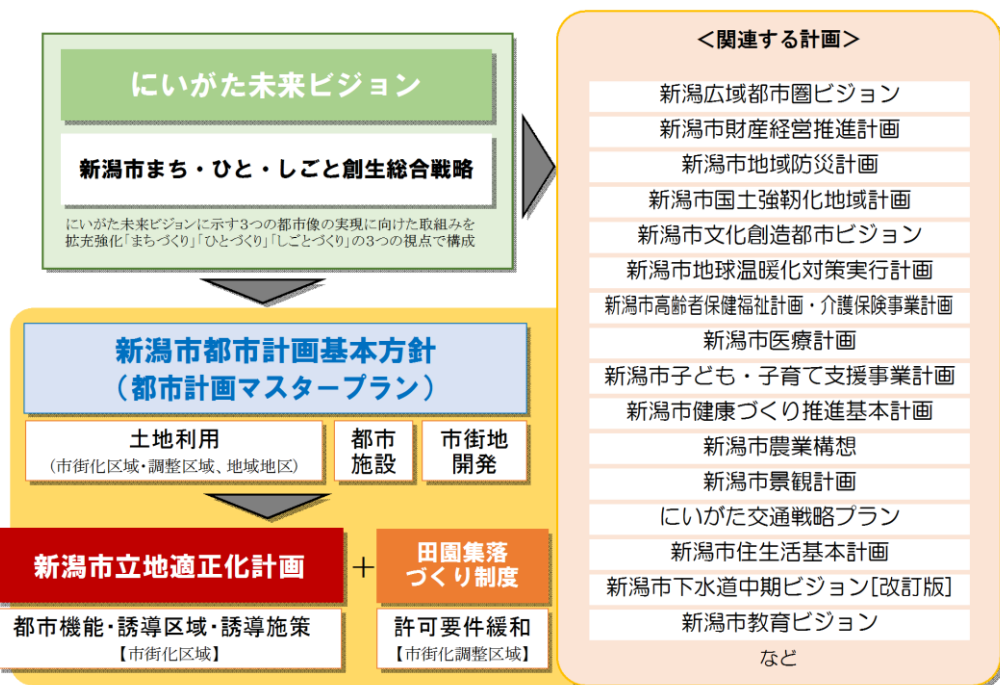 にいがた未来ビジョン
新潟市まち・ひと・しごと創生総合戦略
にいがた未来ビジョンに示す3つの都市像の実現に向けた取組みを
拡充強化「まちづくり」「ひとづくり」「しごとづくり」の3つの視点で構成
新潟市都市計画基本方針
（都市計画マスタープラン）
土地利用
（市街化区域・調整区域、地域地区）
都市
施設
市街地
開発
新潟市立地適正化計画
+
田園集落
づくり制度
都市機能・誘導区域・誘導施策
【市街化区域】
許可要件緩和
【市街化調整区域】
＜関連する計画＞
新潟広域都市圏ビジョン
新潟市財産経営推進計画
新潟市地域防災計画
新潟市国土強靭化地域計画
新潟市文化創造都市ビジョン
新潟市地球温暖化対策実行計画
新潟市高齢者保健福祉計画・介護保険事業計画
新潟市医療計画
新潟市子ども・子育て支援事業計画
新潟市健康づくり推進基本計画
新潟市農業構想
新潟市景観計画
にいがた交通戦略プラン
新潟市住生活基本計画
新潟市下水道中期ビジョン[改訂版]
新潟市教育ビジョン
など